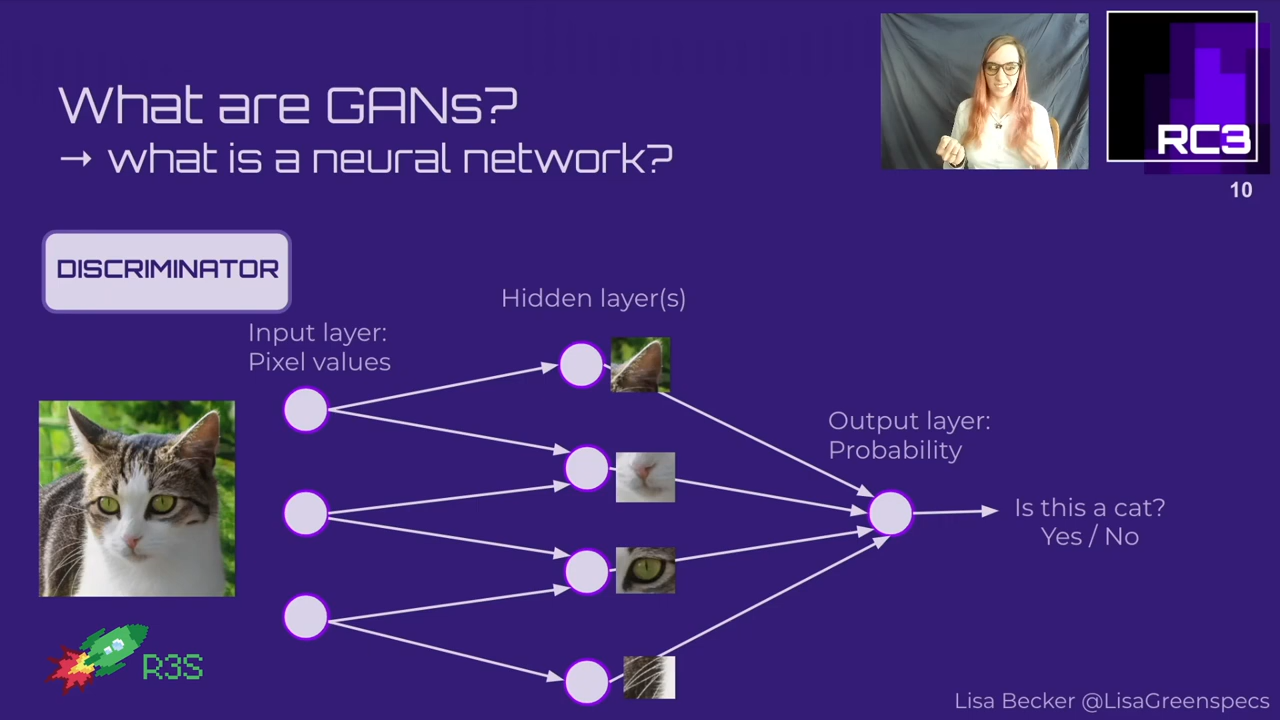 What are GANs?
→ what is a neural network?
RC3
10
DISCRIMINATOR
Hidden layer(s)
Input layer:
Pixel values
Output layer:
Probability
Is this a cat?
Yes / No
R3S
Lisa Becker @LisaGreenspecs